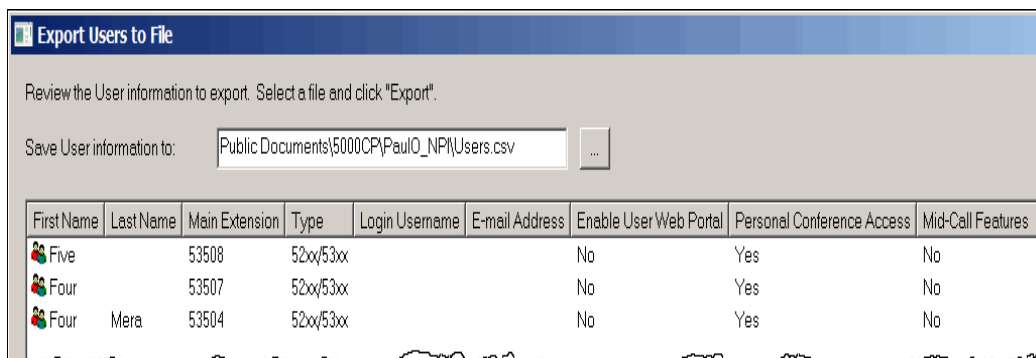 Export Users to File
Review the User information to export. Select a file and click "Export".
Save User information to: Public Documents\5000CP\PaulO_NPI\Users.csv ...
First Name Last Name Main Extension Type Login Username E-mail Address Enable User Web Portal Personal Conference Access Mid-Call Features
Five 53508 52xx/53xx No Yes No
Four 53507 52xx/53xx No Yes No
Four Mera 53504 52xx/53xx No Yes No